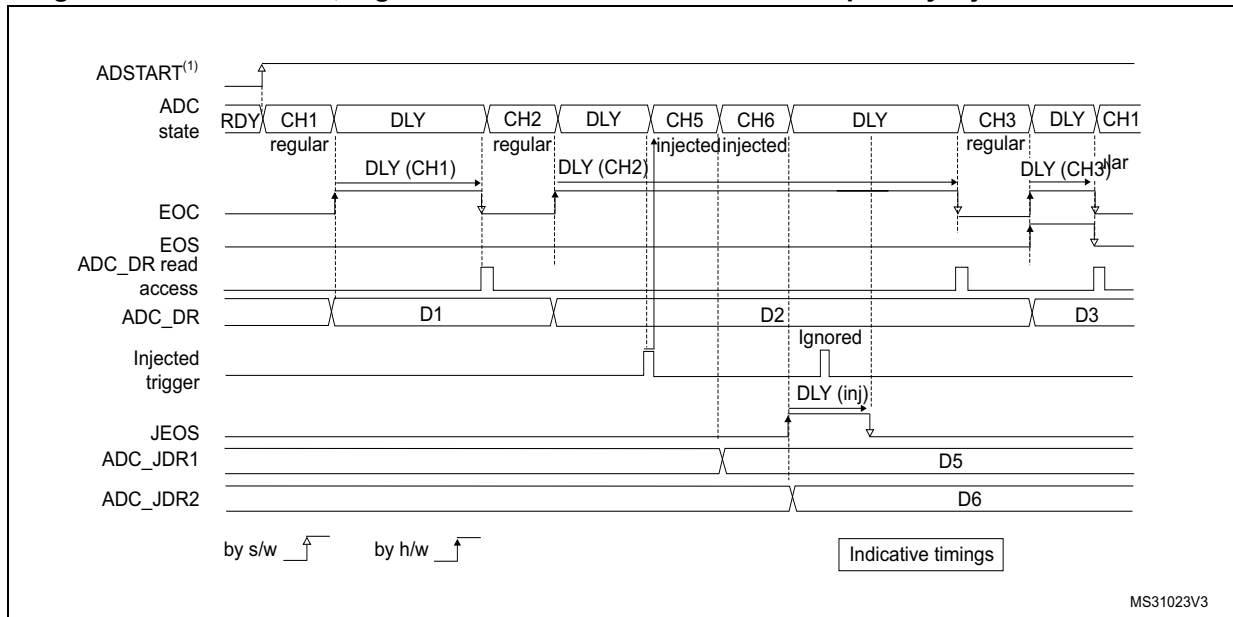 ADSTART(1)
ADC
state
RDY CH1 DLY CH2 DLY CH5 CH6 DLY CH3 DLY CH1
regular regular injected injected regular
DLY (CH1) DLY (CH2) DLY (CH3) lar
EOC
EOS
ADC_DR read
access
ADC_DR D1 D2 D3
Ignored
Injected
trigger
DLY (inj)
JEOS
ADC_JDR1 D5
ADC_JDR2 D6
by s/w by h/w Indicative timings
MS31023V3